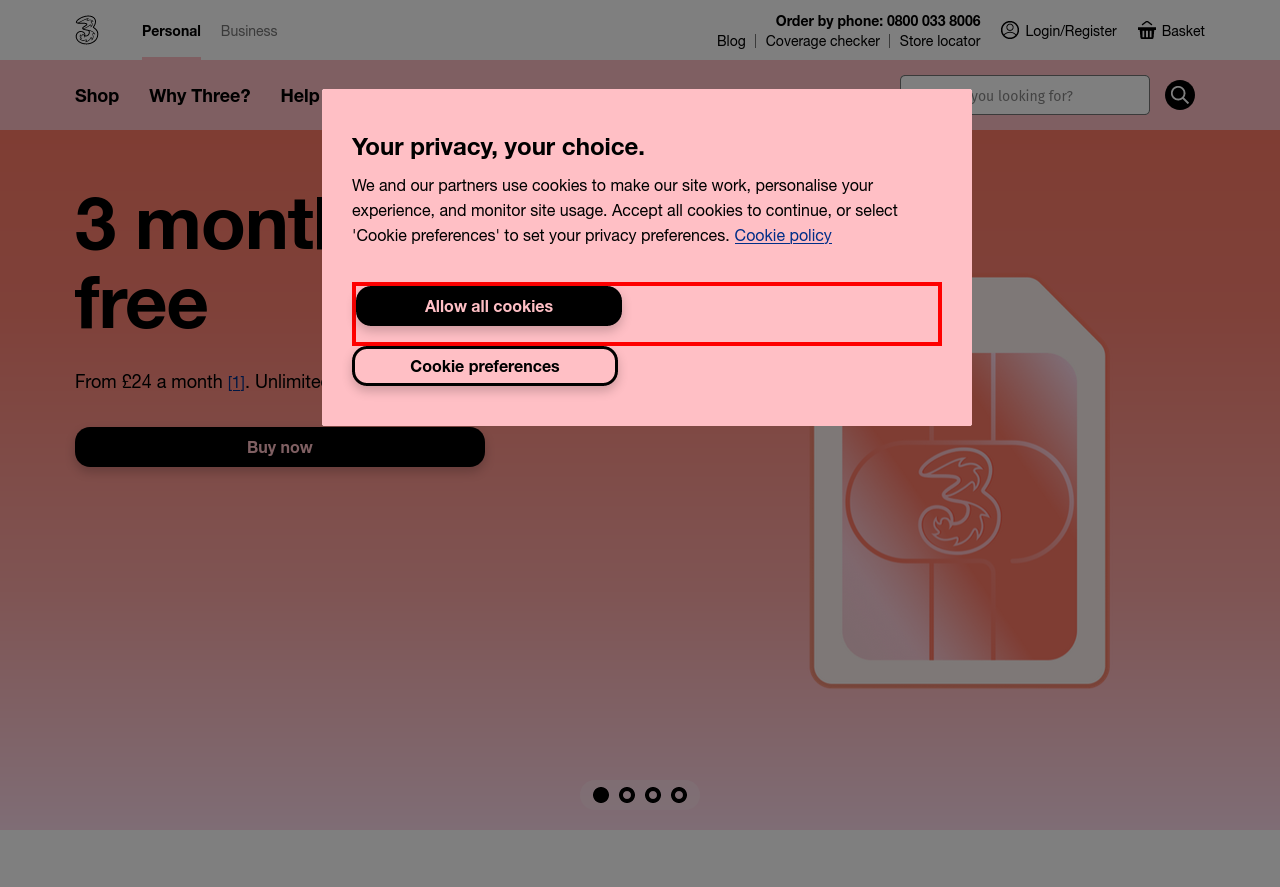 Personal
Business
Order by phone: 0800 033 8006
Blog
Coverage checker
Store locator
Login/Register
Basket
Shop
Why Three?
Help
you looking for?
Your privacy, your choice.
We and our partners use cookies to make our site work, personalise your
experience, and monitor site usage. Accept all cookies to continue, or select
'Cookie preferences' to set your privacy preferences. Cookie policy
Allow all cookies
Cookie preferences
3
free
From £24 a month [1].
Buy now